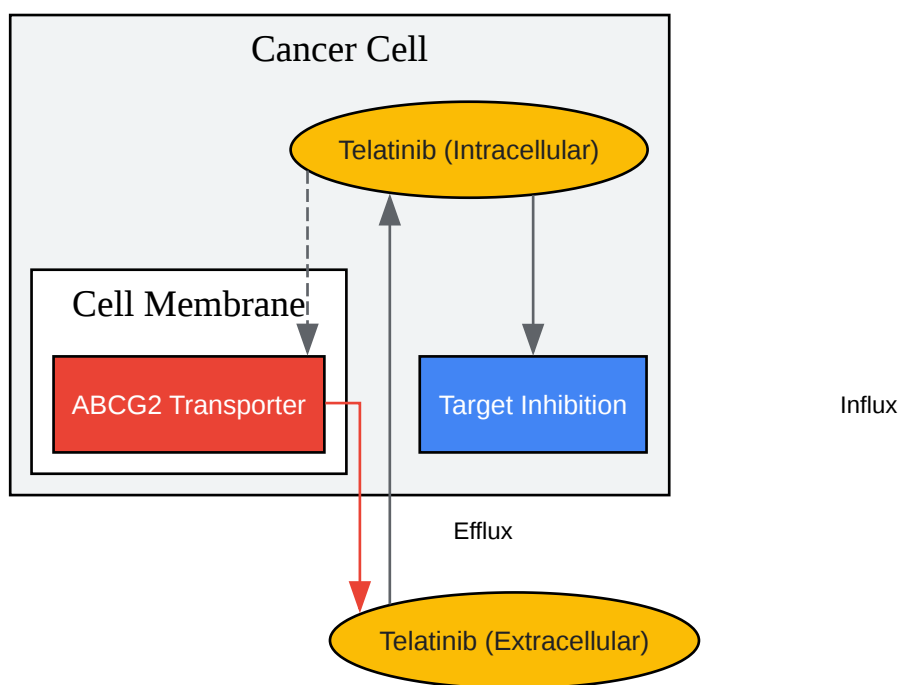 Cancer Cell
Telatinib (Intracellular)
Cell Membrane
ABCG2 Transporter
Target Inhibition
Influx
Efflux
Telatinib (Extracellular)